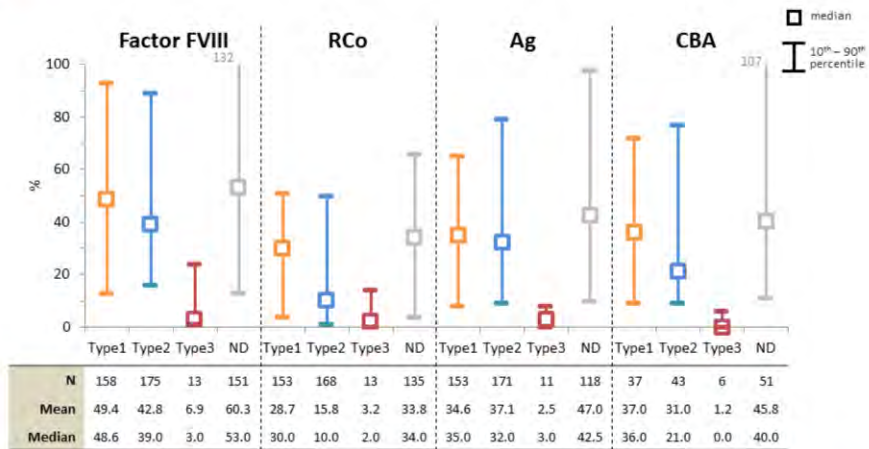 Factor FVIII RCo Ag CBA
median
10th – 90th
percentile
132 107
100
80
60
40
20
0
%
Type1 Type2 Type3 ND Type1 Type2 Type3 ND Type1 Type2 Type3 ND Type1 Type2 Type3 ND
N 158 175 13 151 153 168 13 135 153 171 11 118 37 43 6 51
Mean 49.4 42.8 6.9 60.3 28.7 15.8 3.2 33.8 34.6 37.1 2.5 47.0 37.0 31.0 1.2 45.8
Median 48.6 39.0 3.0 53.0 30.0 10.0 2.0 34.0 35.0 32.0 3.0 42.5 36.0 21.0 0.0 40.0